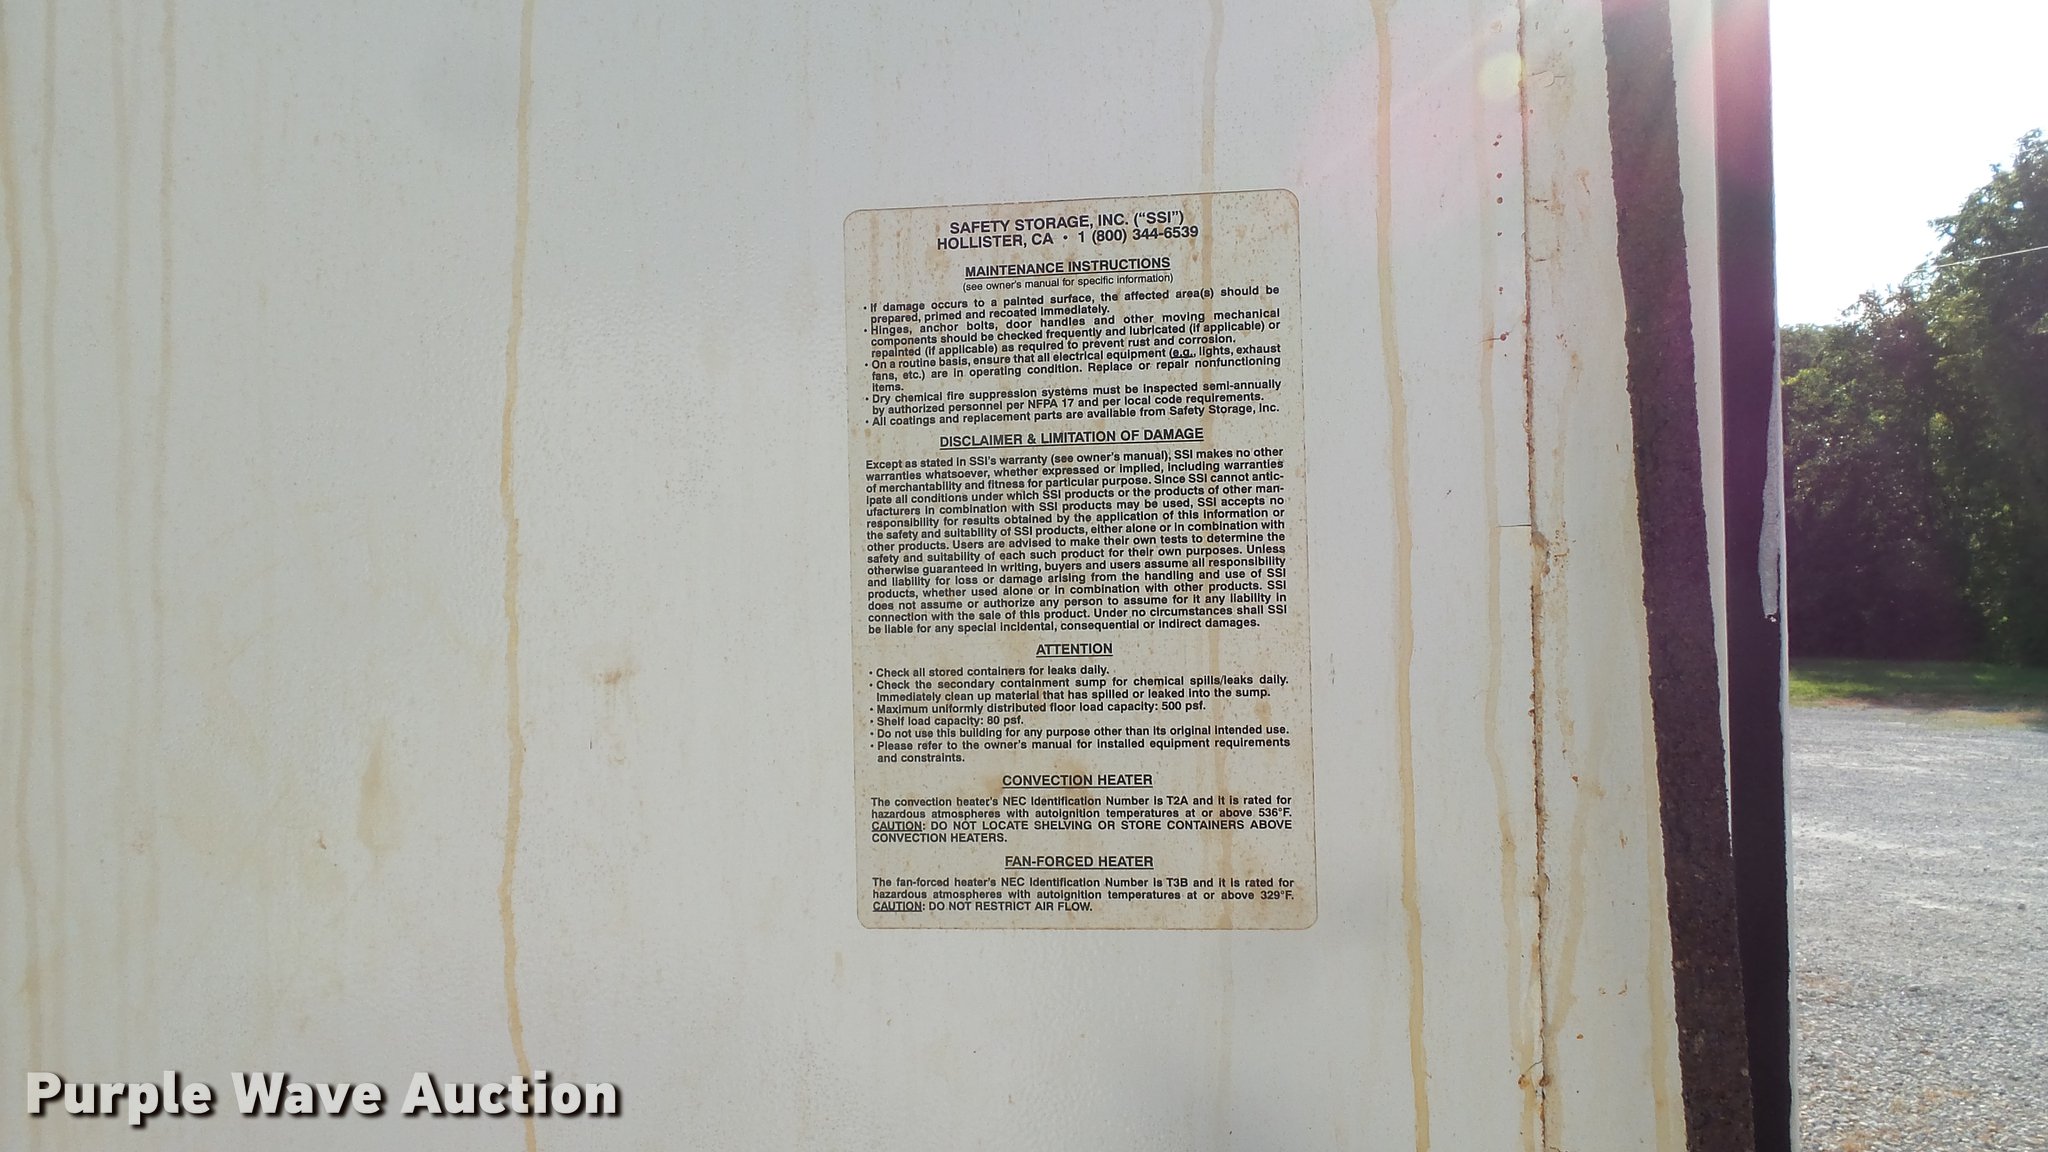 SAFETY STORAGE, INC. ("SSI")
HOLLISTER, CA • 1 (800) 344-6539
MAINTENANCE INSTRUCTIONS
(see owner's manual for specific information)
• If damage occurs to a painted surface, the affected area(s) should be
prepared, primed and recoated immediately.
• Hinges, anchor bolts, door handles and other moving mechanical
components should be checked frequently and lubricated (if applicable) or
repainted (if applicable) as required to prevent rust and corrosion.
• On a routine basis, ensure that all electrical equipment (e.g., lights, exhaust
fans, etc.) are in operating condition. Replace or repair nonfunctioning
items.
• Dry chemical fire suppression systems must be inspected semi-annually
by authorized personnel per NFPA 17 and per local code requirements.
• All coatings and replacement parts are available from Safety Storage, Inc.
DISCLAIMER & LIMITATION OF DAMAGE
Except as stated in SSI's warranty (see owner's manual), SSI makes no other
warranties whatsoever, whether expressed or implied, including warranties
of merchantability and fitness for particular purpose. Since SSI cannot antic-
ipate all conditions under which SSI products or the products of other man-
ufacturers in combination with SSI products may be used, SSI accepts no
responsibility for results obtained by the application of this information or
the safety and suitability of SSI products, either alone or in combination with
other products. Users are advised to make their own tests to determine the
safety and suitability of each such product for their own purposes. Unless
otherwise guaranteed in writing, buyers and users assume all responsibility
and liability for loss or damage arising from the handling and use of SSI
products, whether used alone or in combination with other products. SSI
does not assume or authorize any person to assume for it any liability in
connection with the sale of this product. Under no circumstances shall SSI
be liable for any special incidental, consequential or indirect damages.
ATTENTION
• Check all stored containers for leaks daily.
• Check the secondary containment sump for chemical spills/leaks daily.
Immediately clean up material that has spilled or leaked into the sump.
• Maximum uniformly distributed floor load capacity: 500 psf.
• Shelf load capacity: 80 psf.
• Do not use this building for any purpose other than its original intended use.
• Please refer to the owner's manual for installed equipment requirements
and constraints.
CONVECTION HEATER
The convection heater's NEC Identification Number is T2A and it is rated for
hazardous atmospheres with autoignition temperatures at or above 536°F.
CAUTION: DO NOT LOCATE SHELVING OR STORE CONTAINERS ABOVE
CONVECTION HEATERS.
FAN-FORCED HEATER
The fan-forced heater's NEC Identification Number is T3B and it is rated for
hazardous atmospheres with autoignition temperatures at or above 329°F.
CAUTION: DO NOT RESTRICT AIR FLOW.
Purple Wave Auction